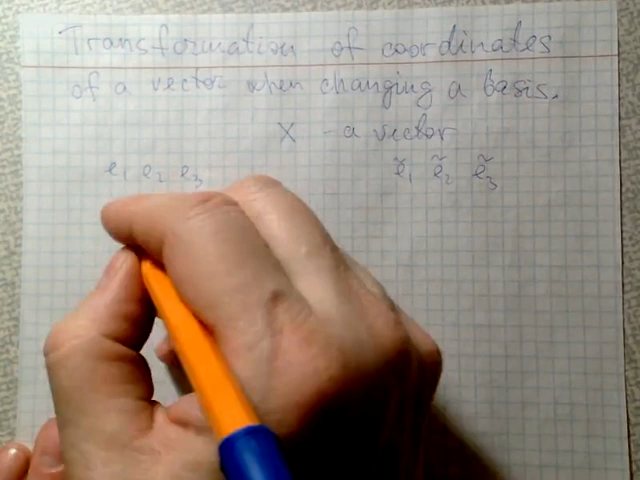 Transformation of coordinates
of a vector when changing a basis.
X - a vector
e₁ e₂ e₃ ẽ₁ ẽ₂ ẽ₃